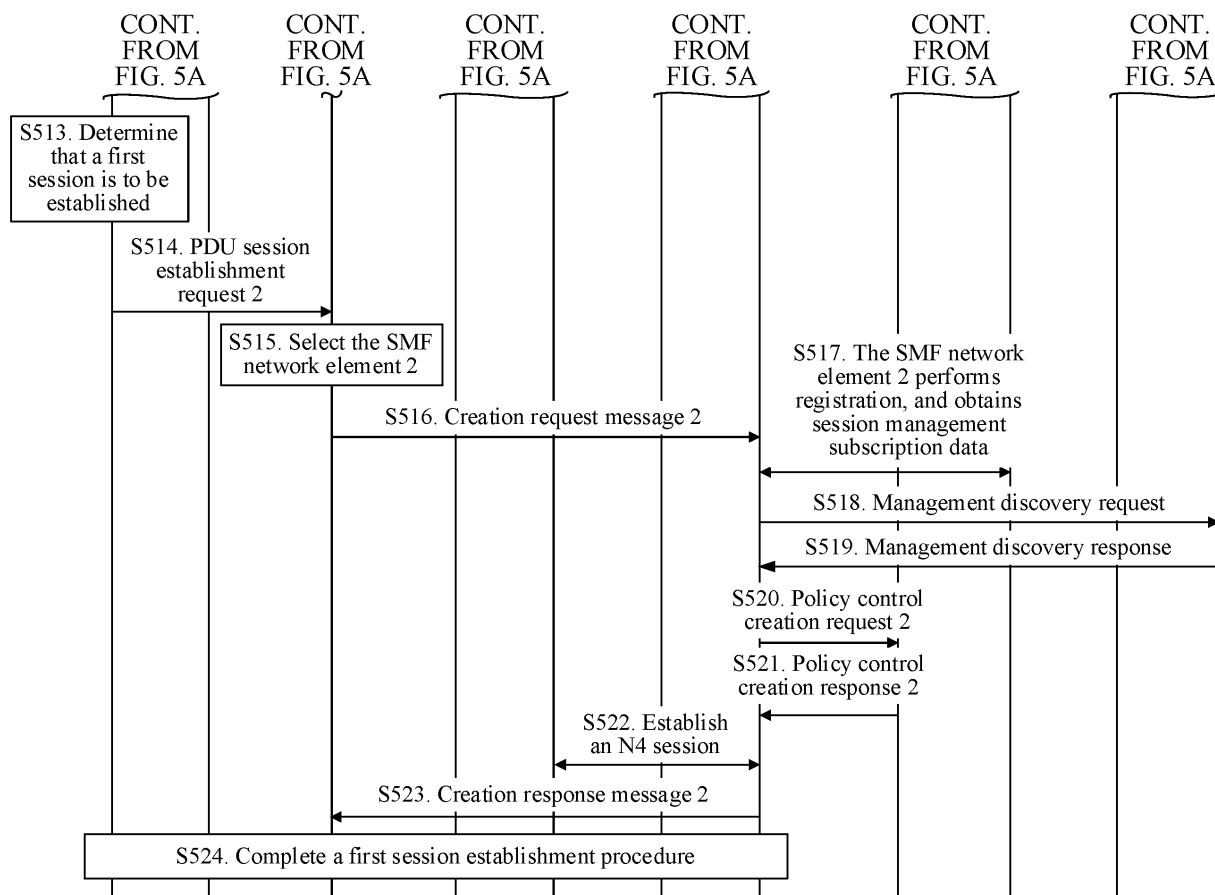 CONT.
FROM
FIG. 5A
CONT.
FROM
FIG. 5A
CONT.
FROM
FIG. 5A
CONT.
FROM
FIG. 5A
CONT.
FROM
FIG. 5A
CONT.
FROM
FIG. 5A
S513. Determine
that a first
session is to be
established
S514. PDU session
establishment
request 2
S515. Select the SMF
network element 2
S516. Creation request message 2
S517. The SMF network
element 2 performs
registration, and obtains
session management
subscription data
S518. Management discovery request
S519. Management discovery response
S520. Policy control
creation request 2
S521. Policy control
creation response 2
S522. Establish
an N4 session
S523. Creation response message 2
S524. Complete a first session establishment procedure